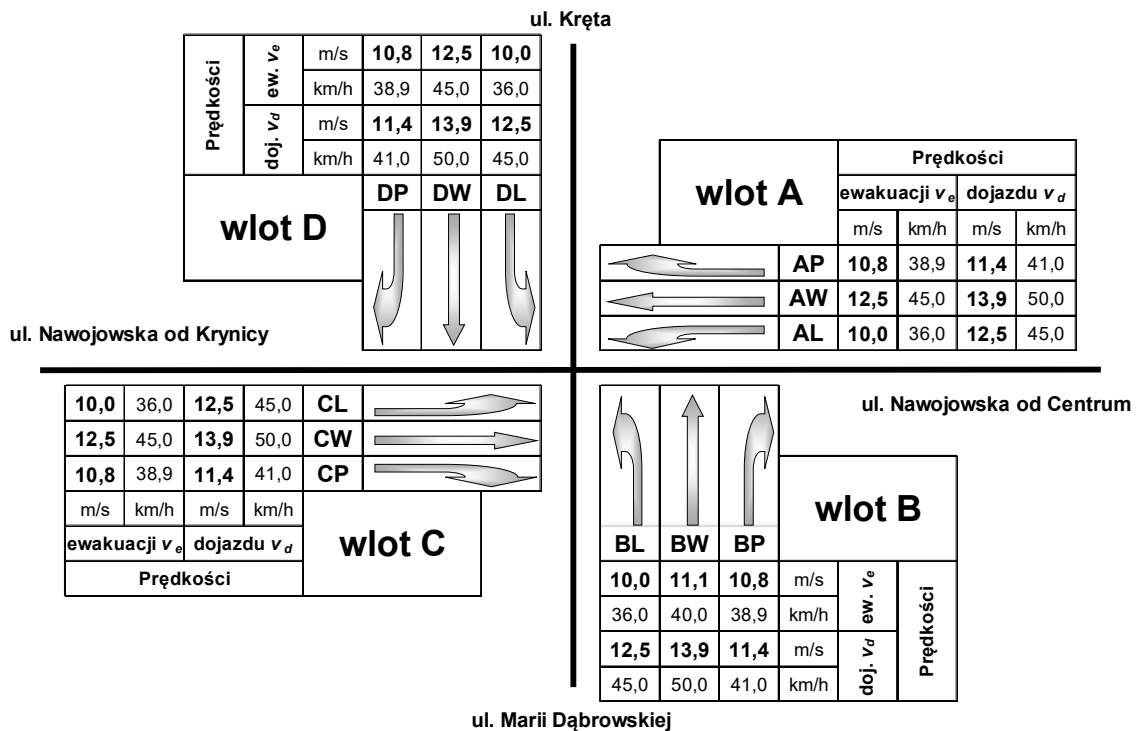 ul. Kręta
Prędkości
ew. vₑ
m/s 10,8 12,5 10,0
km/h 38,9 45,0 36,0
doj. v_d
m/s 11,4 13,9 12,5
km/h 41,0 50,0 45,0
wlot D
DP DW DL
wlot A
Prędkości
ewakuacji vₑ dojazdu v_d
m/s km/h m/s km/h
AP 10,8 38,9 11,4 41,0
AW 12,5 45,0 13,9 50,0
AL 10,0 36,0 12,5 45,0
ul. Nawojowska od Krynicy
10,0 36,0 12,5 45,0 CL
12,5 45,0 13,9 50,0 CW
10,8 38,9 11,4 41,0 CP
m/s km/h m/s km/h
ewakuacji vₑ dojazdu v_d
Prędkości
wlot C
ul. Nawojowska od Centrum
wlot B
BL BW BP
10,0 11,1 10,8 m/s
36,0 40,0 38,9 km/h
ew. vₑ
12,5 13,9 11,4 m/s
45,0 50,0 41,0 km/h
doj. v_d
Prędkości
ul. Marii Dąbrowskiej